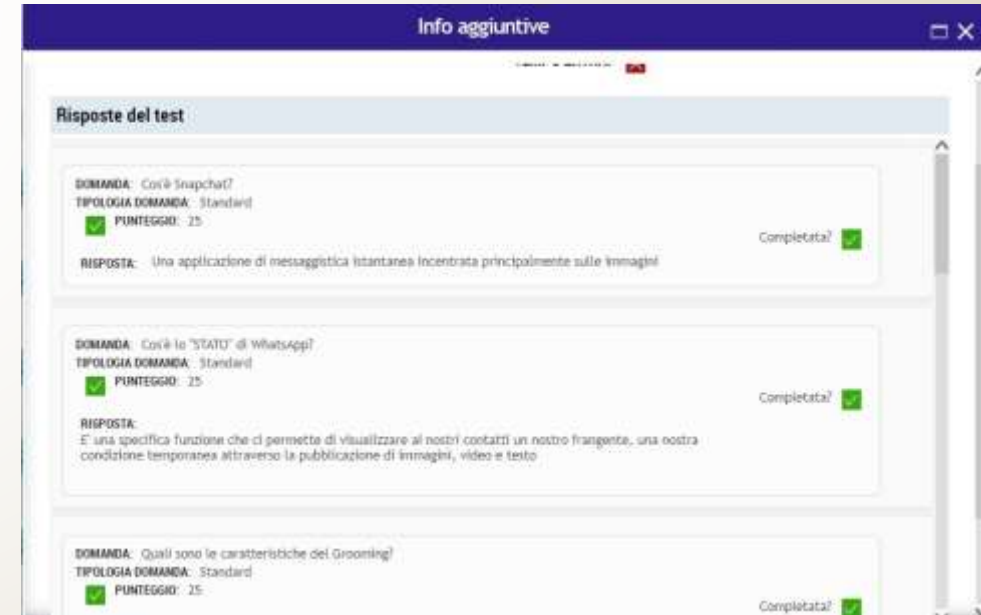 Info aggiuntive
Risposte del test
DOMANDA: Cos'è Snapchat?
TIPOLOGIA DOMANDA: Standard
PUNTEGGIO: 25
Completata?
RISPOSTA: Una applicazione di messaggistica istantanea incentrata principalmente sulle immagini
DOMANDA: Cos'è lo "STATO" di WhatsApp?
TIPOLOGIA DOMANDA: Standard
PUNTEGGIO: 25
Completata?
RISPOSTA:
E' una specifica funzione che ci permette di visualizzare ai nostri contatti un nostro frangente, una nostra
condizione temporanea attraverso la pubblicazione di immagini, video e testo
DOMANDA: Quali sono le caratteristiche del Grooming?
TIPOLOGIA DOMANDA: Standard
PUNTEGGIO: 25
Completata?